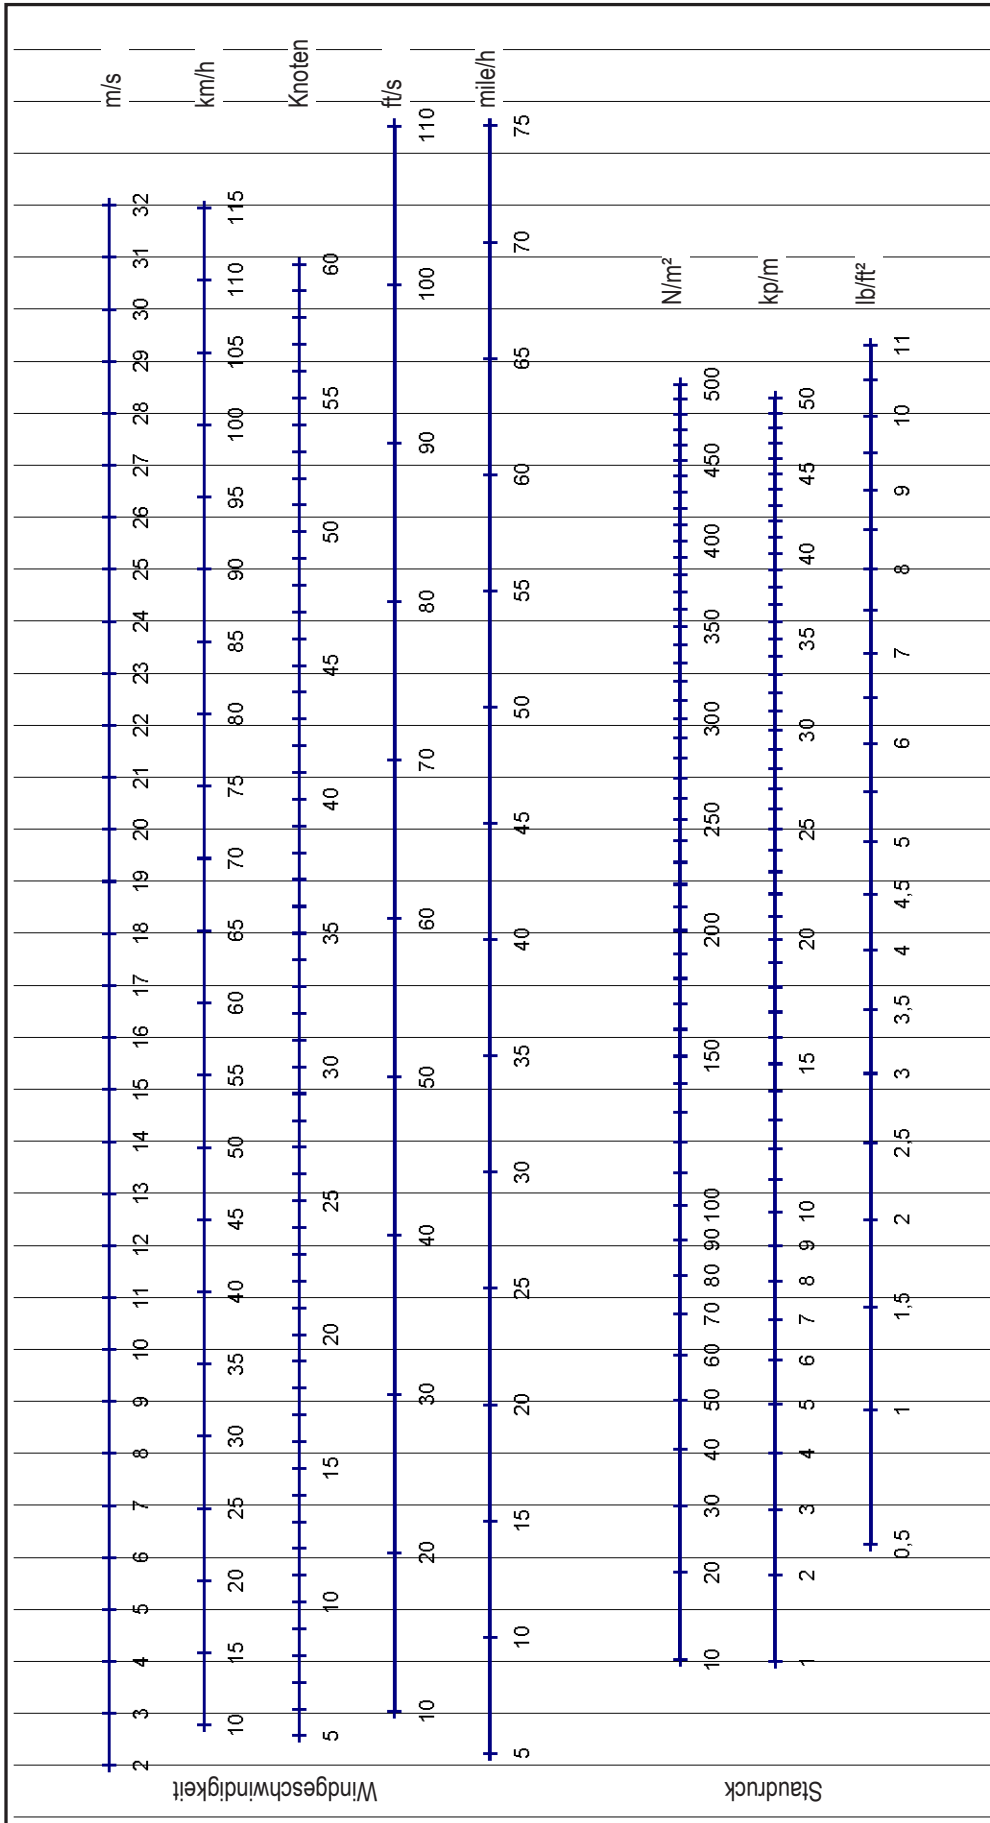 Windgeschwindigkeit
m/s
2 3 4 5 6 7 8 9 10 11 12 13 14 15 16 17 18 19 20 21 22 23 24 25 26 27 28 29 30 31 32
km/h
10 15 20 25 30 35 40 45 50 55 60 65 70 75 80 85 90 95 100 105 110 115
Knoten
5 10 15 20 25 30 35 40 45 50 55 60
ft/s
10 20 30 40 50 60 70 80 90 100 110
mile/h
5 10 15 20 25 30 35 40 45 50 55 60 65 70 75
Staudruck
N/m²
10 20 30 40 50 60 70 80 90 100 150 200 250 300 350 400 450 500
kp/m
1 2 3 4 5 6 7 8 9 10 15 20 25 30 35 40 45 50
lb/ft²
0,5 1 1,5 2 2,5 3 3,5 4 4,5 5 6 7 8 9 10 11